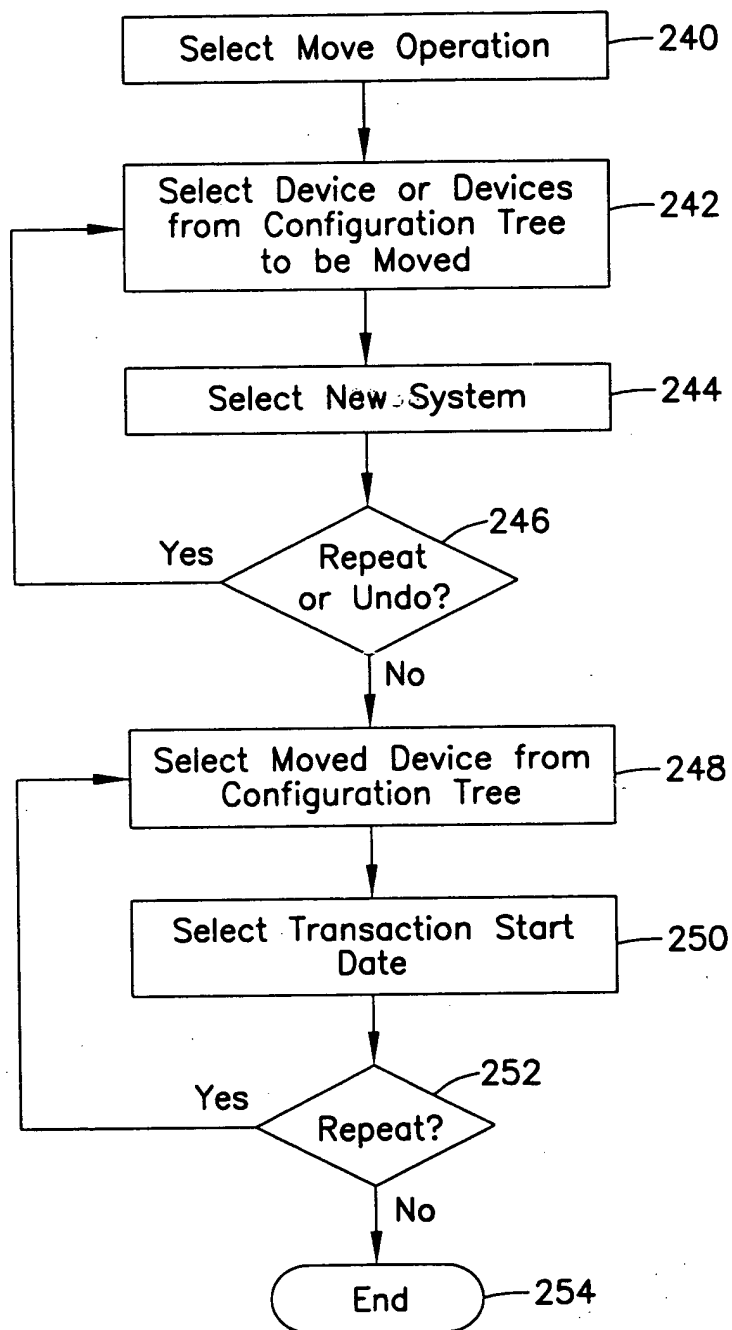 Select Move Operation
240
Select Device or Devices
from Configuration Tree
to be Moved
242
Select New System
244
246
Yes
Repeat
or Undo?
No
Select Moved Device from
Configuration Tree
248
Select Transaction Start
Date
250
252
Yes
Repeat?
No
End
254